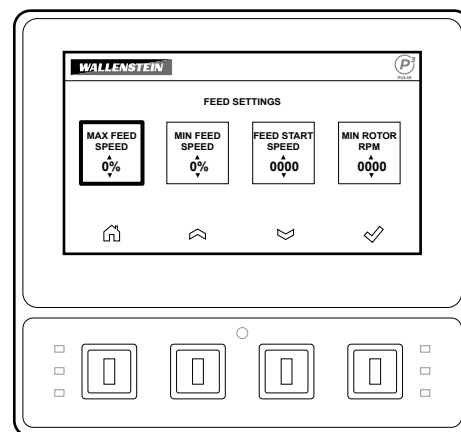 WALLENSTEIN
P3
PULSE
FEED SETTINGS
MAX FEED
SPEED
0%
MIN FEED
SPEED
0%
FEED START
SPEED
0000
MIN ROTOR
RPM
0000